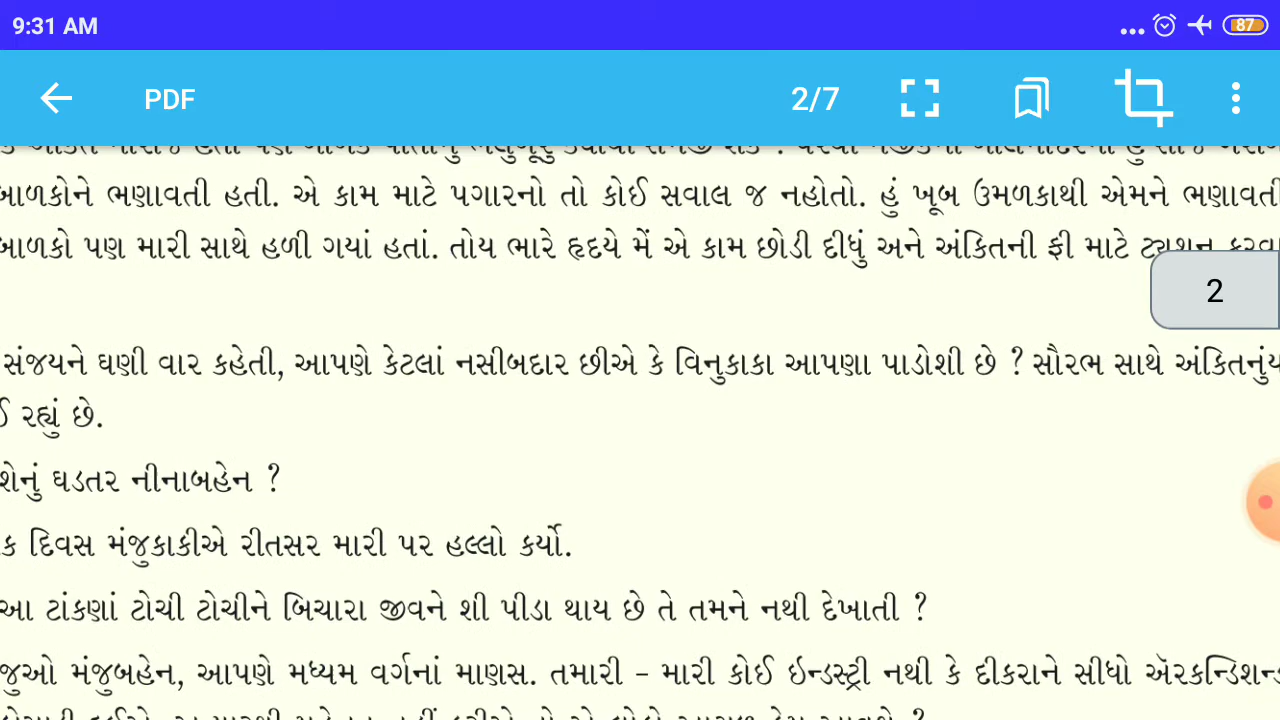 9:31 AM
87
PDF
2/7
બાળકોને ભણાવતી હતી. એ કામ માટે પગારનો તો કોઈ સવાલ જ નહોતો. હું ખૂબ ઉમળકાથી એમને ભણાવતી
બાળકો પણ મારી સાથે હળી ગયાં હતાં. તોય ભારે હૃદયે મેં એ કામ છોડી દીધું અને અંકિતની ફી માટે ટ્યૂશન
2
સંજયને ઘણી વાર કહેતી, આપણે કેટલાં નસીબદાર છીએ કે વિનુકાકા આપણા પાડોશી છે ? સૌરભ સાથે અંકિતનુંય
રહ્યું છે.
શેનું ઘડતર નીનાબહેન ?
ક દિવસ મંજુકાકીએ રીતસર મારી પર હલ્લો કર્યો.
આ ટાંકણાં ટોચી ટોચીને બિચારા જીવને શી પીડા થાય છે તે તમને નથી દેખાતી ?
જુઓ મંજુબહેન, આપણે મધ્યમ વર્ગનાં માણસ. તમારી - મારી કોઈ ઇન્ડસ્ટ્રી નથી કે દીકરાને સીધો ઍરકન્ડિશન્ડ